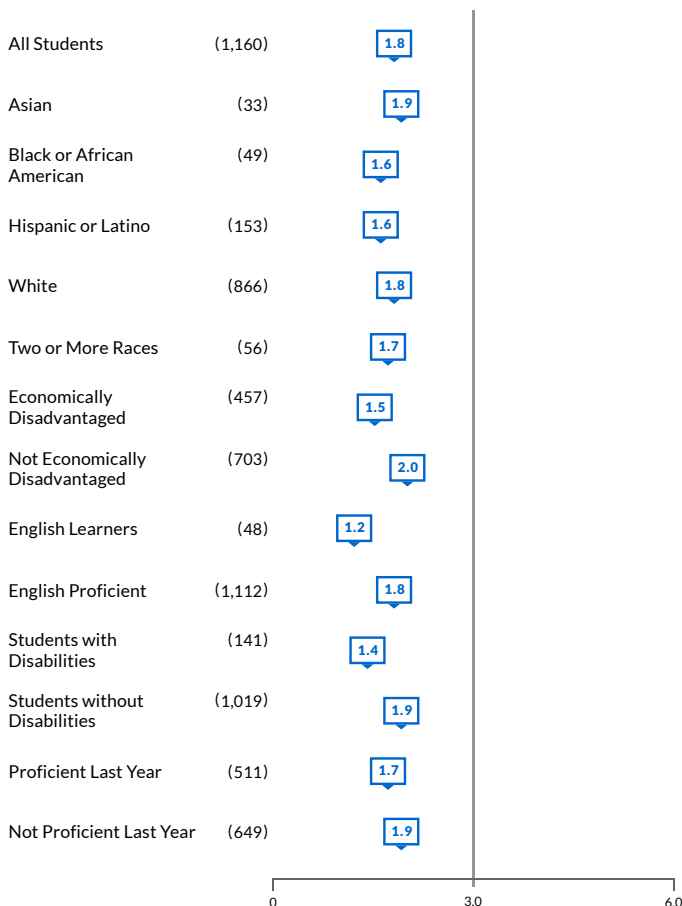 All Students (1,160) 1.8
Asian (33) 1.9
Black or African (49)
American 1.6
Hispanic or Latino (153) 1.6
White (866) 1.8
Two or More Races (56) 1.7
Economically (457)
Disadvantaged 1.5
Not Economically (703)
Disadvantaged 2.0
English Learners (48) 1.2
English Proficient (1,112) 1.8
Students with (141)
Disabilities 1.4
Students without (1,019)
Disabilities 1.9
Proficient Last Year (511) 1.7
Not Proficient Last Year (649) 1.9
0 3.0 6.0